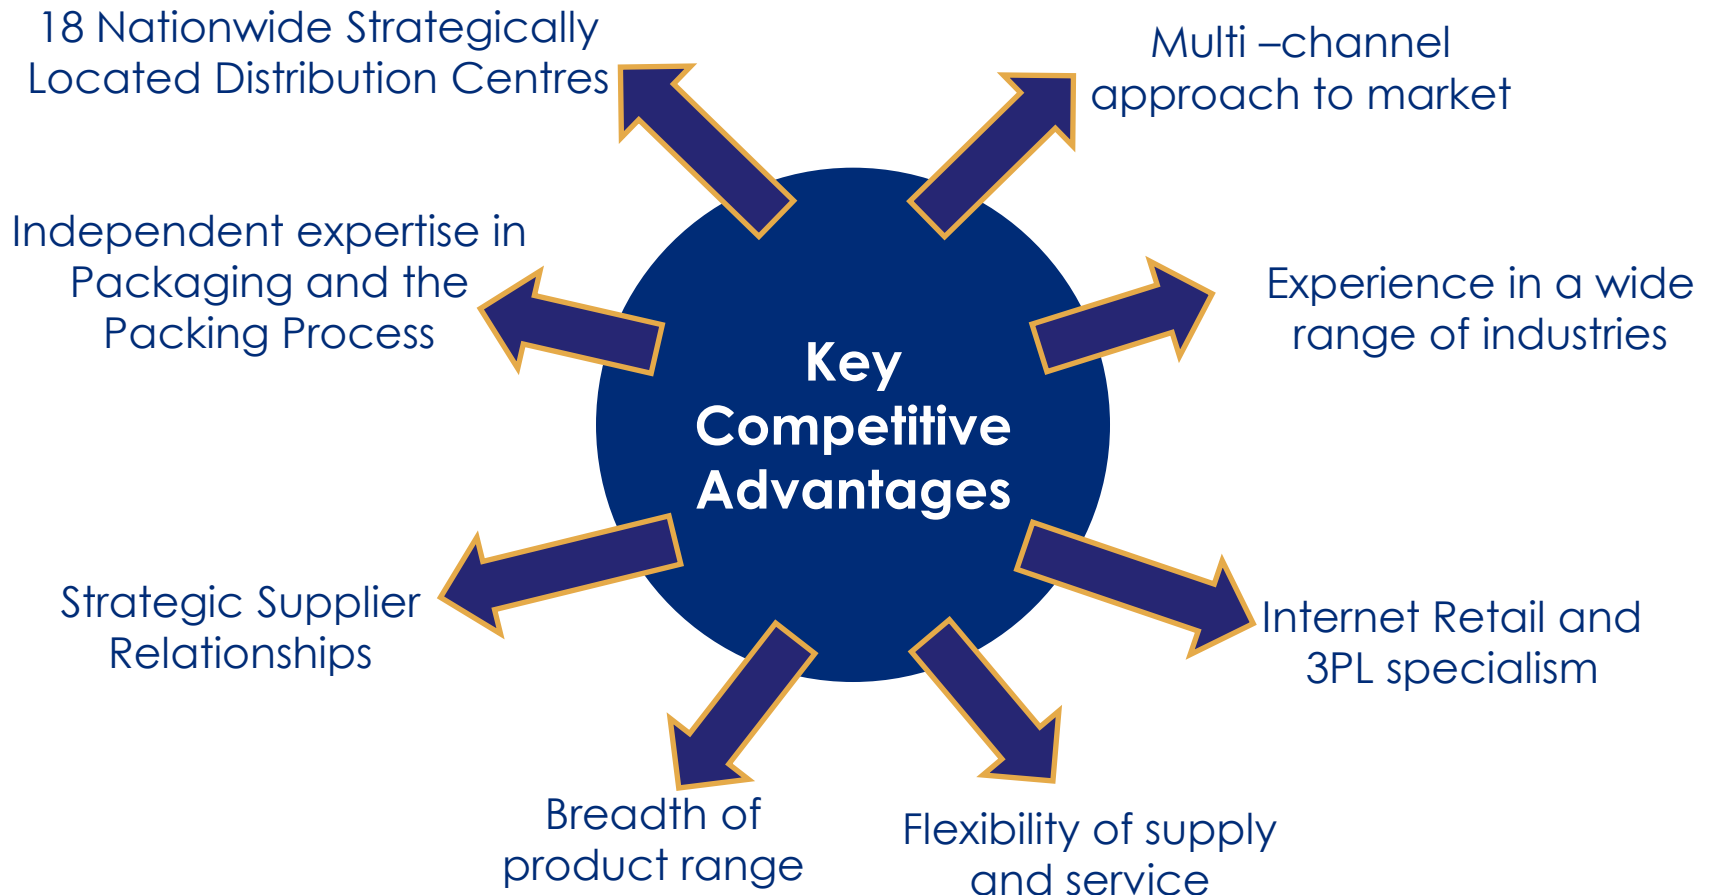 18 Nationwide Strategically
Located Distribution Centres
Multi –channel
approach to market
Independent expertise in
Packaging and the
Packing Process
Experience in a wide
range of industries
Key
Competitive
Advantages
Strategic Supplier
Relationships
Internet Retail and
3PL specialism
Breadth of
product range
Flexibility of supply
and service